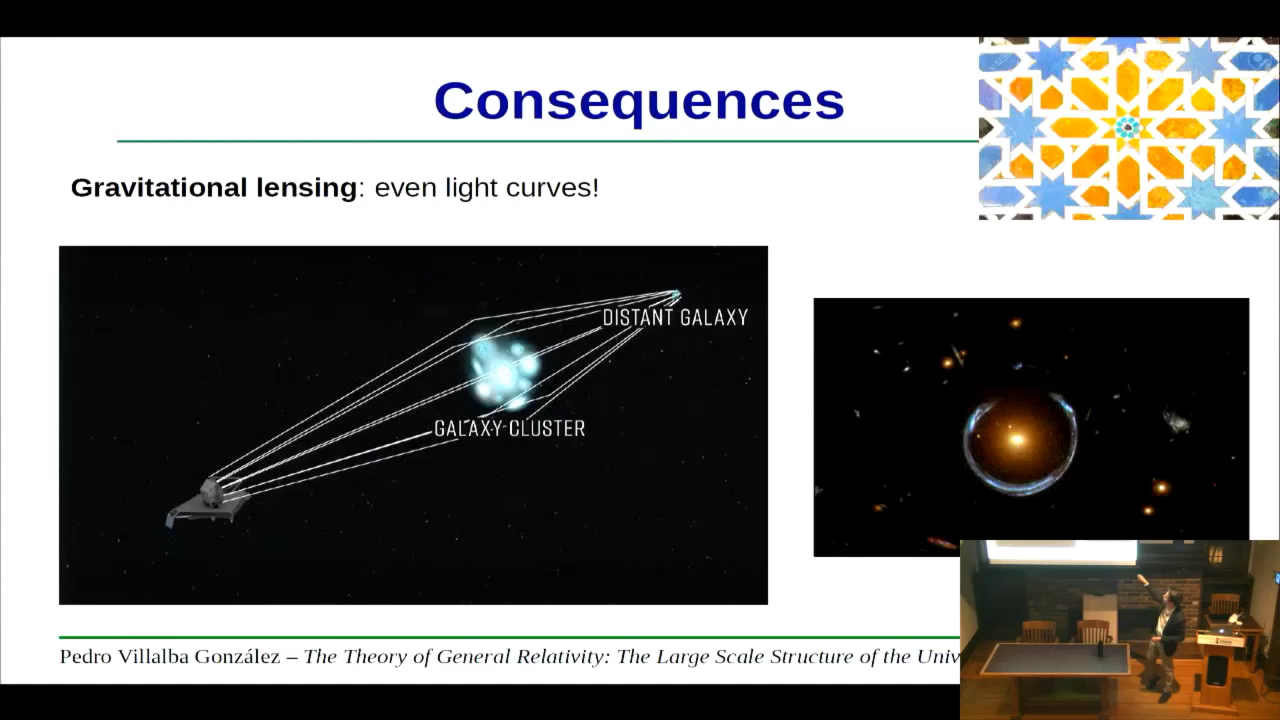 Consequences
Gravitational lensing: even light curves!
DISTANT GALAXY
GALAXY CLUSTER
Pedro Villalba González – The Theory of General Relativity: The Large Scale Structure of the Univ